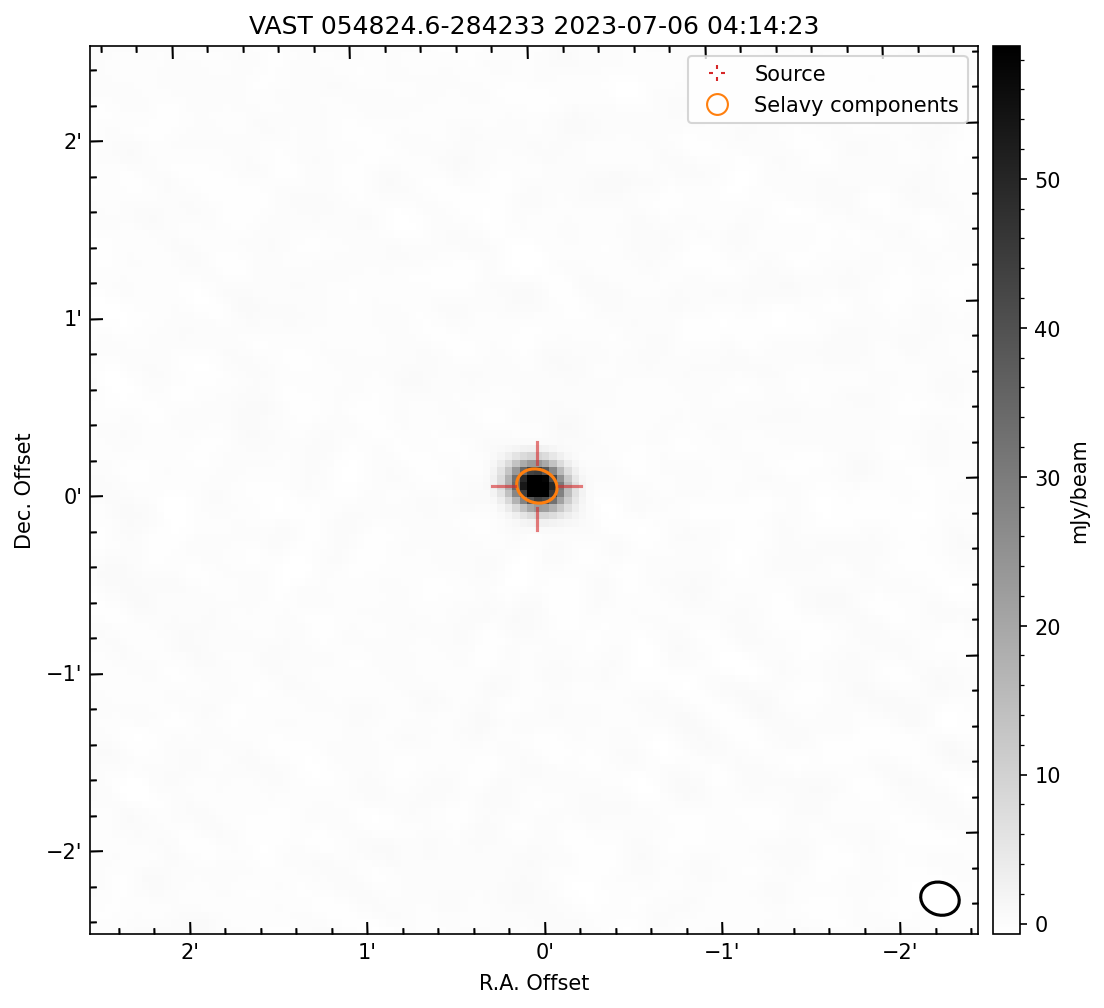 VAST 054824.6-284233 2023-07-06 04:14:23
Source
Selavy components
2'
1'
0'
−1'
−2'
Dec. Offset
2'
1'
0'
−1'
−2'
R.A. Offset
50
40
30
20
10
0
mJy/beam